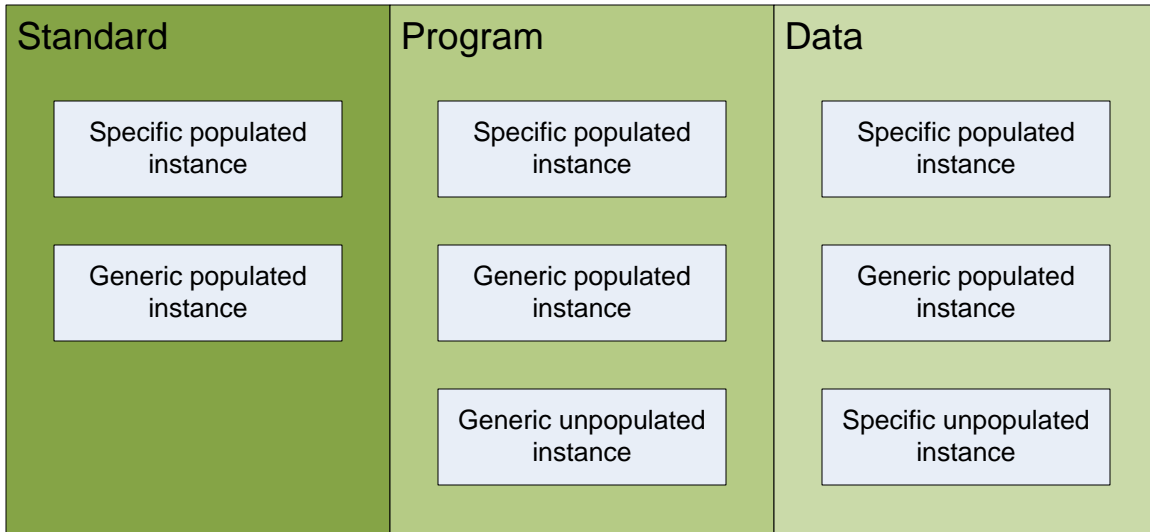 Standard
Specific populated
instance
Generic populated
instance
Program
Specific populated
instance
Generic populated
instance
Generic unpopulated
instance
Data
Specific populated
instance
Generic populated
instance
Specific unpopulated
instance